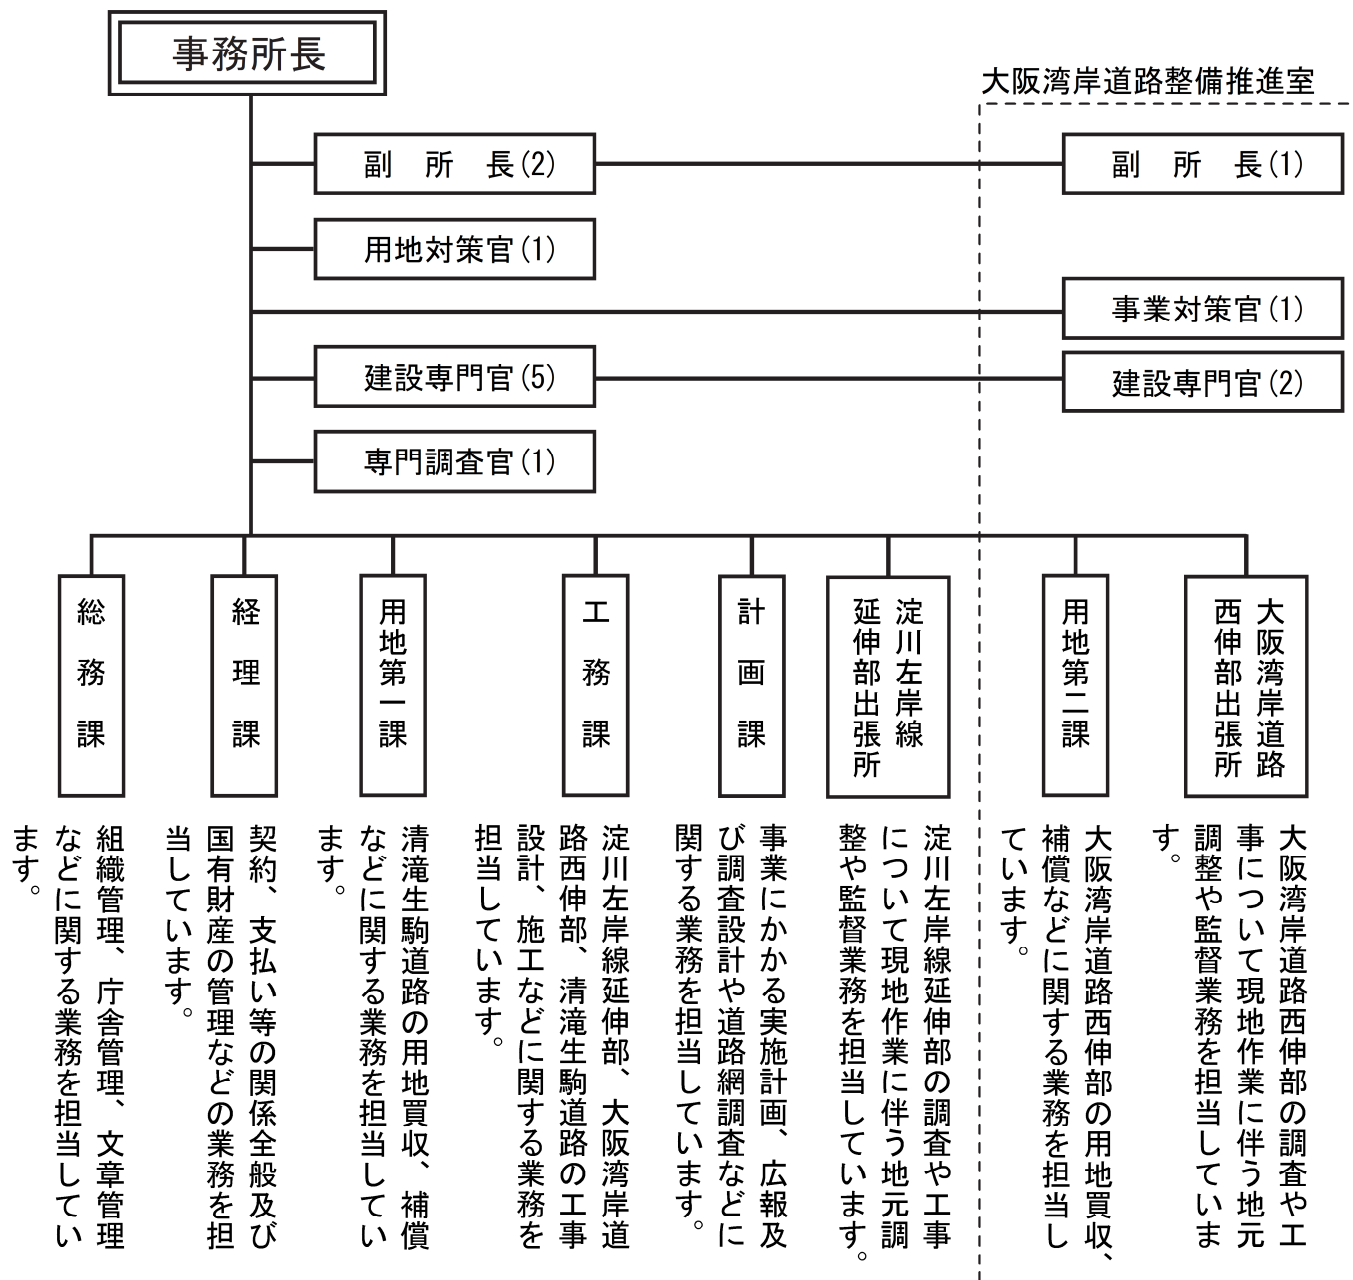 事務所長
大阪湾岸道路整備推進室
副　所　長(2)
副　所　長(1)
用地対策官(1)
事業対策官(1)
建設専門官(5)
建設専門官(2)
専門調査官(1)
総　務　課
組織管理、庁舎管理、文章管理
などに関する業務を担当してい
ます。
経　理　課
契約、支払い等の関係全般及び
国有財産の管理などの業務を担
当しています。
用地第一課
清滝生駒道路の用地買収、補償
などに関する業務を担当してい
ます。
工　務　課
淀川左岸線延伸部、大阪湾岸道
路西伸部、清滝生駒道路の工事
設計、施工などに関する業務を
担当しています。
計　画　課
事業にかかる実施計画、広報及
び調査設計や道路網調査などに
関する業務を担当しています。
淀川左岸線
延伸部出張所
淀川左岸線延伸部の調査や工事
について現地作業に伴う地元調
整や監督業務を担当しています。
用地第二課
大阪湾岸道路西伸部の用地買収、
補償などに関する業務を担当し
ています。
大阪湾岸道路
西伸部出張所
大阪湾岸道路西伸部の調査や工
事について現地作業に伴う地元
調整や監督業務を担当していま
す。